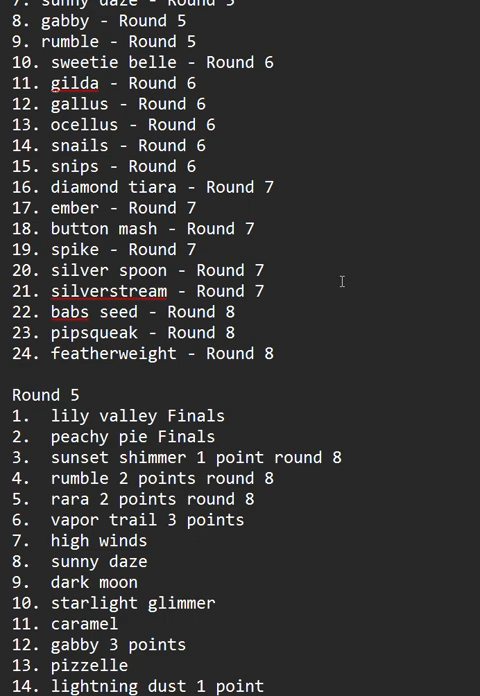 7. sunny daze - Round 5
8. gabby - Round 5
9. rumble - Round 5
10. sweetie belle - Round 6
11. gilda - Round 6
12. gallus - Round 6
13. ocellus - Round 6
14. snails - Round 6
15. snips - Round 6
16. diamond tiara - Round 7
17. ember - Round 7
18. button mash - Round 7
19. spike - Round 7
20. silver spoon - Round 7
21. silverstream - Round 7
22. babs seed - Round 8
23. pipsqueak - Round 8
24. featherweight - Round 8

Round 5
1.  lily valley Finals
2.  peachy pie Finals
3.  sunset shimmer 1 point round 8
4.  rumble 2 points round 8
5.  rara 2 points round 8
6.  vapor trail 3 points
7.  high winds
8.  sunny daze
9.  dark moon
10. starlight glimmer
11. caramel
12. gabby 3 points
13. pizzelle
14. lightning dust 1 point